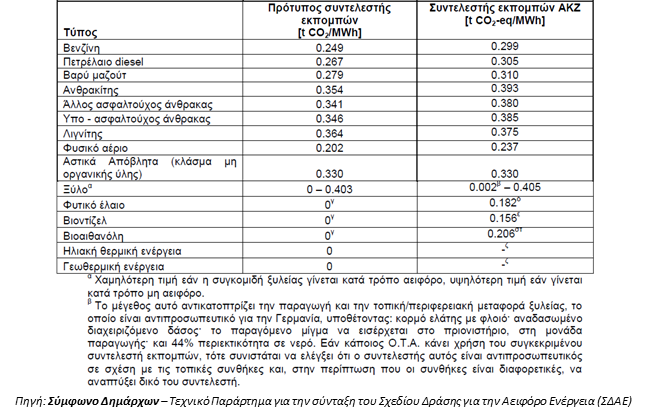 Τύπος Πρότυπος συντελεστής εκπομπών [t CO₂/MWh] Συντελεστής εκπομπών ΑΚΖ [t CO₂-eq/MWh]
Βενζίνη 0.249 0.299
Πετρέλαιο diesel 0.267 0.305
Βαρύ μαζούτ 0.279 0.310
Ανθρακίτης 0.354 0.393
Άλλος ασφαλτούχος άνθρακας 0.341 0.380
Υπο - ασφαλτούχος άνθρακας 0.346 0.385
Λιγνίτης 0.364 0.375
Φυσικό αέριο 0.202 0.237
Αστικά Απόβλητα (κλάσμα μη οργανικής ύλης) 0.330 0.330
Ξύλοᵅ 0 – 0.403 0.002ᵝ – 0.405
Φυτικό έλαιο 0ᵞ 0.182ᵟ
Βιοντίζελ 0ᵞ 0.156ᵋ
Βιοαιθανόλη 0ᵞ 0.206στ
Ηλιακή θερμική ενέργεια 0 -ς
Γεωθερμική ενέργεια 0 -ς
ᵅ Χαμηλότερη τιμή εάν η συγκομιδή ξυλείας γίνεται κατά τρόπο αειφόρο, υψηλότερη τιμή εάν γίνεται
κατά τρόπο μη αειφόρο.
ᵝ Το μέγεθος αυτό αντικατοπτρίζει την παραγωγή και την τοπική/περιφερειακή μεταφορά ξυλείας, το
οποίο είναι αντιπροσωπευτικό για την Γερμανία, υποθέτοντας: κορμό ελάτης με φλοιό· αναδασωμένο
διαχειριζόμενο δάσος· το παραγόμενο μίγμα να εισέρχεται στο πριονιστήριο, στη μονάδα
παραγωγής· και 44% περιεκτικότητα σε νερό. Εάν κάποιος Ο.Τ.Α. κάνει χρήση του συγκεκριμένου
συντελεστή εκπομπών, τότε συνιστάται να ελέγξει ότι ο συντελεστής αυτός είναι αντιπροσωπευτικός
σε σχέση με τις τοπικές συνθήκες και, στην περίπτωση που οι συνθήκες είναι διαφορετικές, να
αναπτύξει δικό του συντελεστή.
Πηγή: Σύμφωνο Δημάρχων – Τεχνικό Παράρτημα για την σύνταξη του Σχεδίου Δράσης για την Αειφόρο Ενέργεια (ΣΔΑΕ)